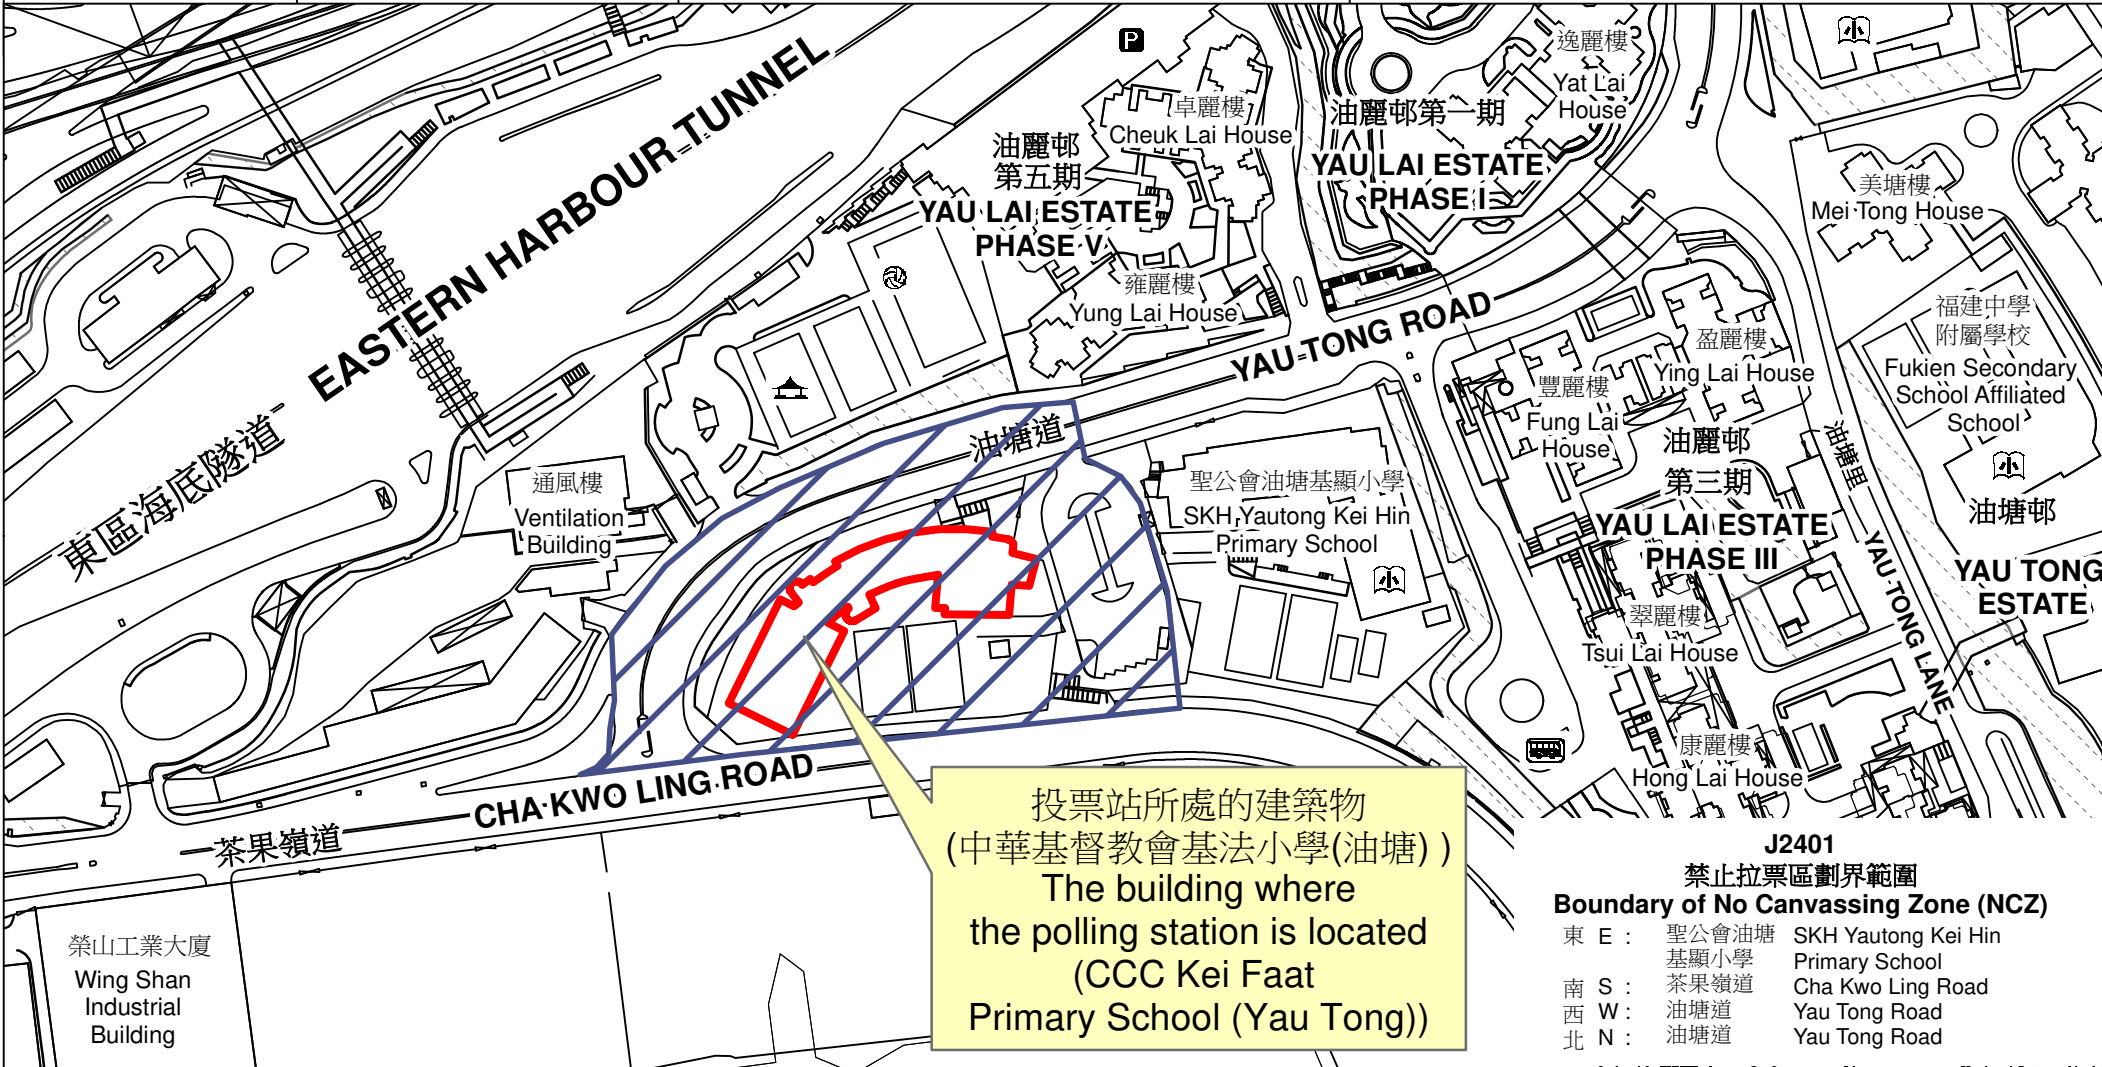 P
小
逸麗樓
Yat Lai
House
卓麗樓
Cheuk Lai House
油麗邨第一期
YAU LAI ESTATE
PHASE I
油麗邨
第五期
YAU LAI ESTATE
PHASE V
EASTERN HARBOUR TUNNEL
東區海底隧道
美塘樓
Mei Tong House
雍麗樓
Yung Lai House
YAU TONG ROAD
油塘道
福建中學
附屬學校
Fukien Secondary
School Affiliated
School
小
盈麗樓
Ying Lai House
豐麗樓
Fung Lai
House
油麗邨
第三期
YAU LAI ESTATE
PHASE III
油塘里
YAU TONG LANE
油塘邨
YAU TONG
ESTATE
通風樓
Ventilation
Building
聖公會油塘基顯小學
SKH Yautong Kei Hin
Primary School
小
翠麗樓
Tsui Lai House
康麗樓
Hong Lai House
CHA KWO LING ROAD
茶果嶺道
榮山工業大廈
Wing Shan
Industrial
Building
投票站所處的建築物
(中華基督教會基法小學(油塘) )
The building where
the polling station is located
(CCC Kei Faat
Primary School (Yau Tong))
J2401
禁止拉票區劃界範圍
Boundary of No Canvassing Zone (NCZ)
東 E : 聖公會油塘 SKH Yautong Kei Hin
基顯小學 Primary School
南 S : 茶果嶺道 Cha Kwo Ling Road
西 W : 油塘道 Yau Tong Road
北 N : 油塘道 Yau Tong Road